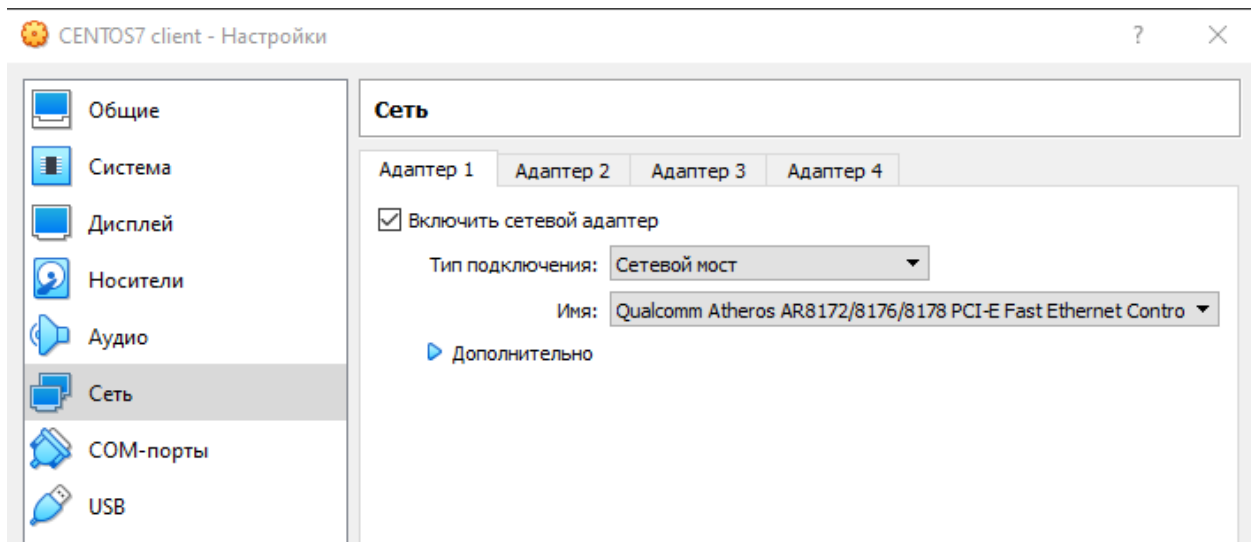 CENTOS7 client - Настройки
?
Общие
Система
Дисплей
Носители
Аудио
Сеть
COM-порты
USB
Сеть
Адаптер 1 Адаптер 2 Адаптер 3 Адаптер 4
Включить сетевой адаптер
Тип подключения: Сетевой мост
Имя: Qualcomm Atheros AR8172/8176/8178 PCI-E Fast Ethernet Contro
Дополнительно